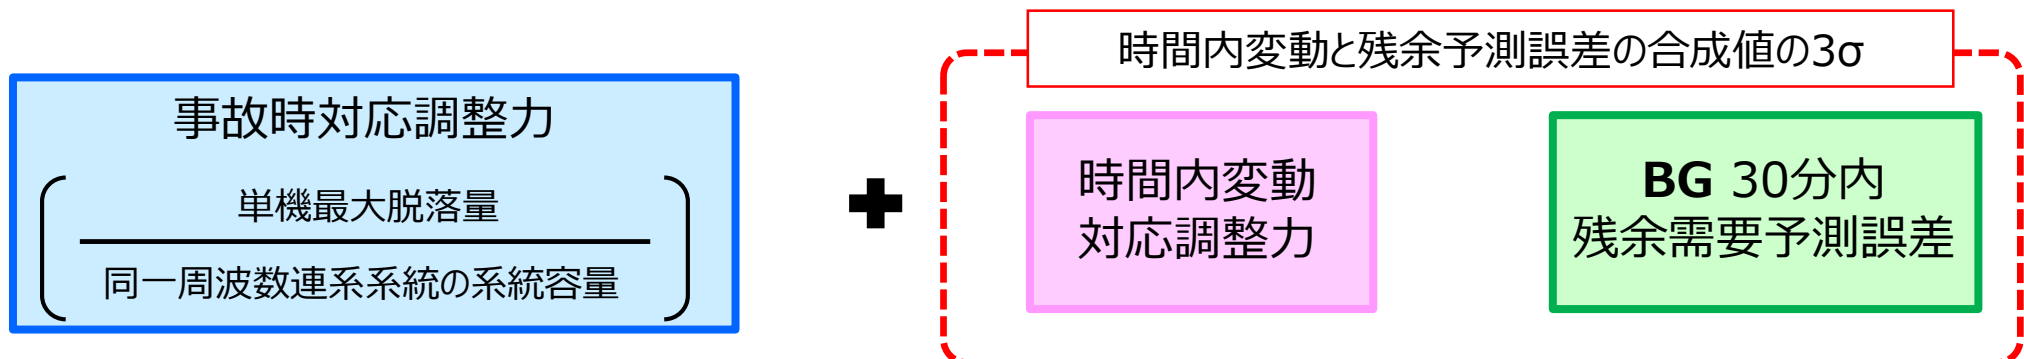 時間内変動と残余予測誤差の合成値の3σ
事故時対応調整力
単機最大脱落量
同一周波数連系系統の系統容量
+
時間内変動
対応調整力
BG 30分内
残余需要予測誤差